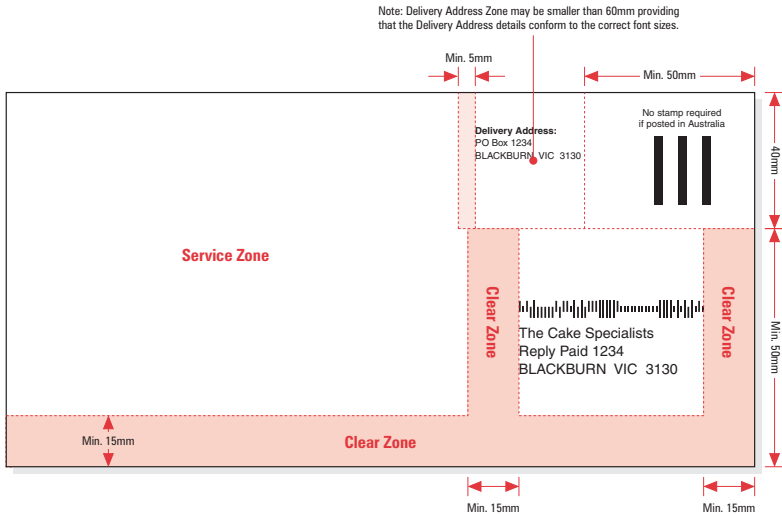 Note: Delivery Address Zone may be smaller than 60mm providing
that the Delivery Address details conform to the correct font sizes.
Min. 5mm
Min. 50mm
No stamp required
if posted in Australia
Delivery Address:
PO Box 1234
BLACKBURN VIC 3130
40mm
Service Zone
Clear Zone
Clear Zone
The Cake Specialists
Reply Paid 1234
BLACKBURN VIC 3130
Min. 50mm
Min. 15mm
Clear Zone
Min. 15mm
Min. 15mm